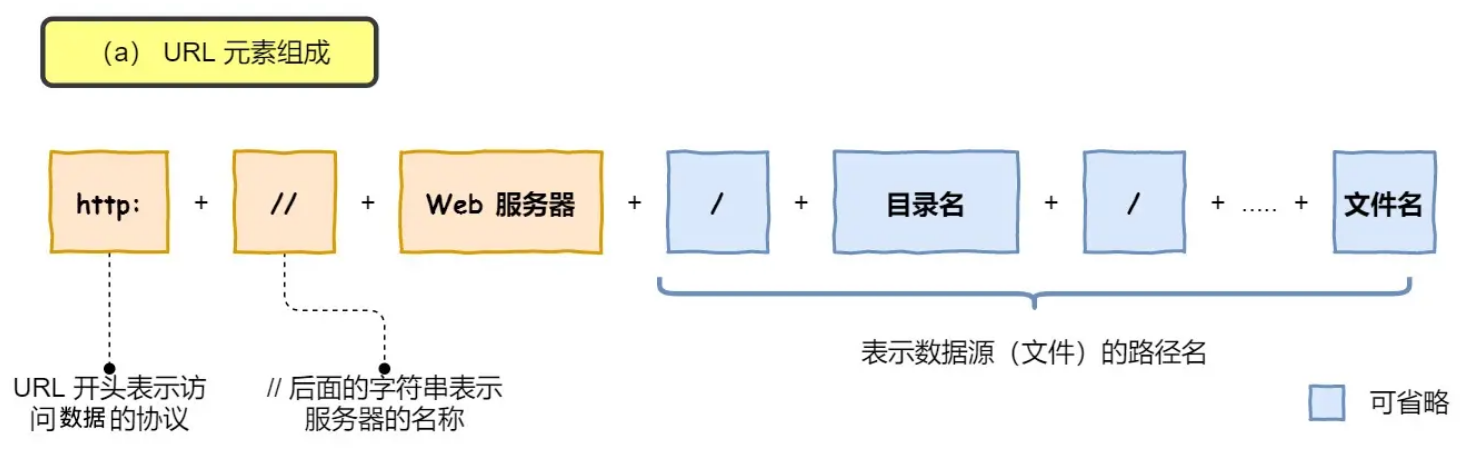 （a） URL 元素组成
http: + // + Web 服务器 + / + 目录名 + / + ..... + 文件名
表示数据源（文件）的路径名
URL 开头表示访
问数据的协议
// 后面的字符串表示
服务器的名称
可省略